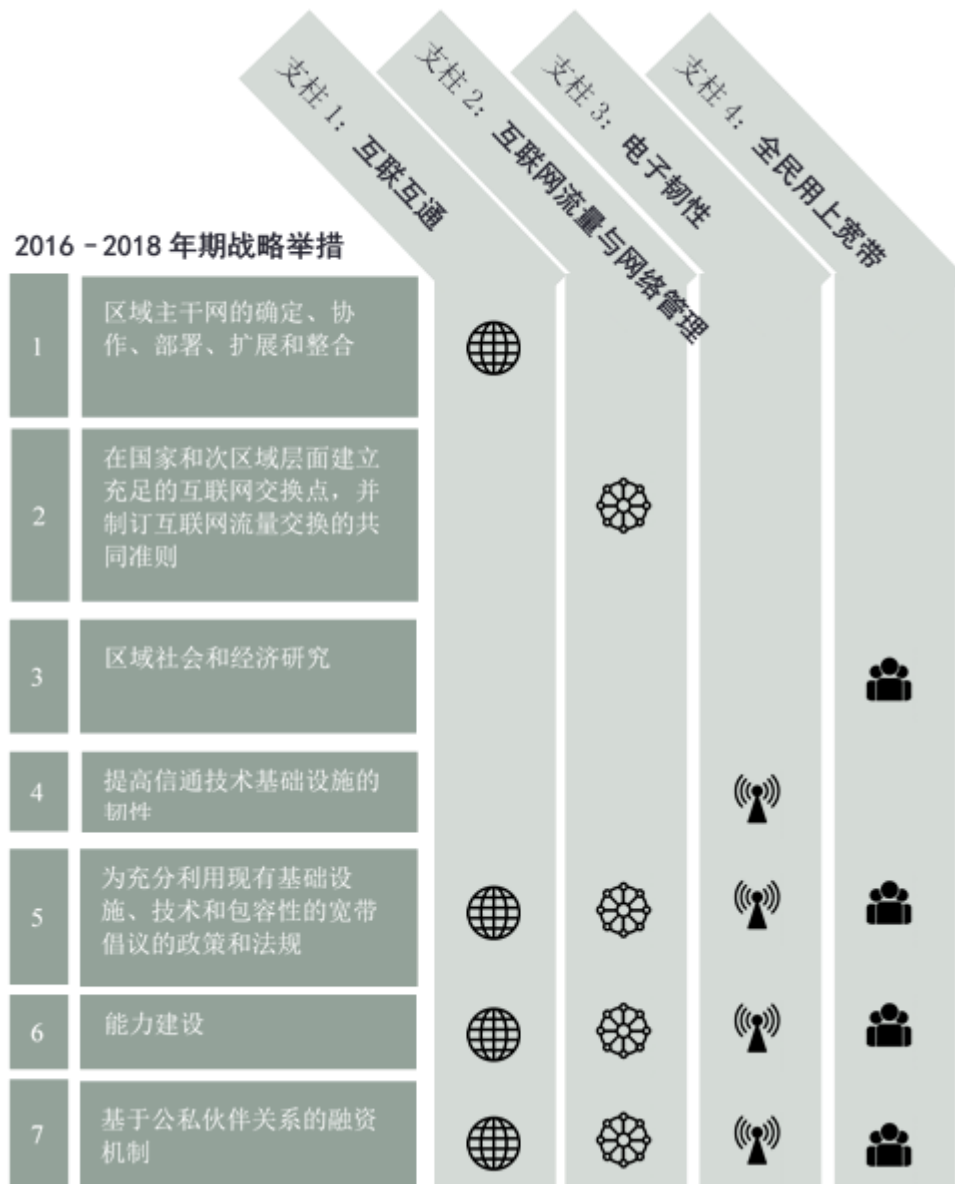 支柱 1：互联互通
支柱 2：互联网流量与网络管理
支柱 3：电子韧性
支柱 4：全民用上宽带
2016 – 2018 年期战略举措
1
区域主干网的确定、协
作、部署、扩展和整合
2
在国家和次区域层面建立
充足的互联网交换点，并
制订互联网流量交换的共
同准则
3
区域社会和经济研究
4
提高信通技术基础设施的
韧性
5
为充分利用现有基础设
施、技术和包容性的宽带
倡议的政策和法规
6
能力建设
7
基于公私伙伴关系的融资
机制